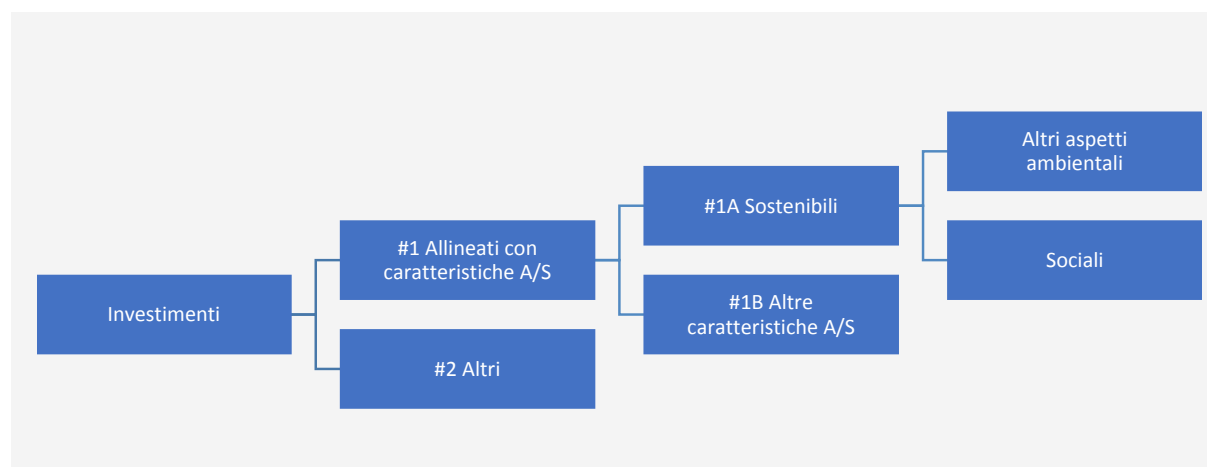 Investimenti
#1 Allineati con
caratteristiche A/S
#2 Altri
#1A Sostenibili
#1B Altre
caratteristiche A/S
Altri aspetti
ambientali
Sociali